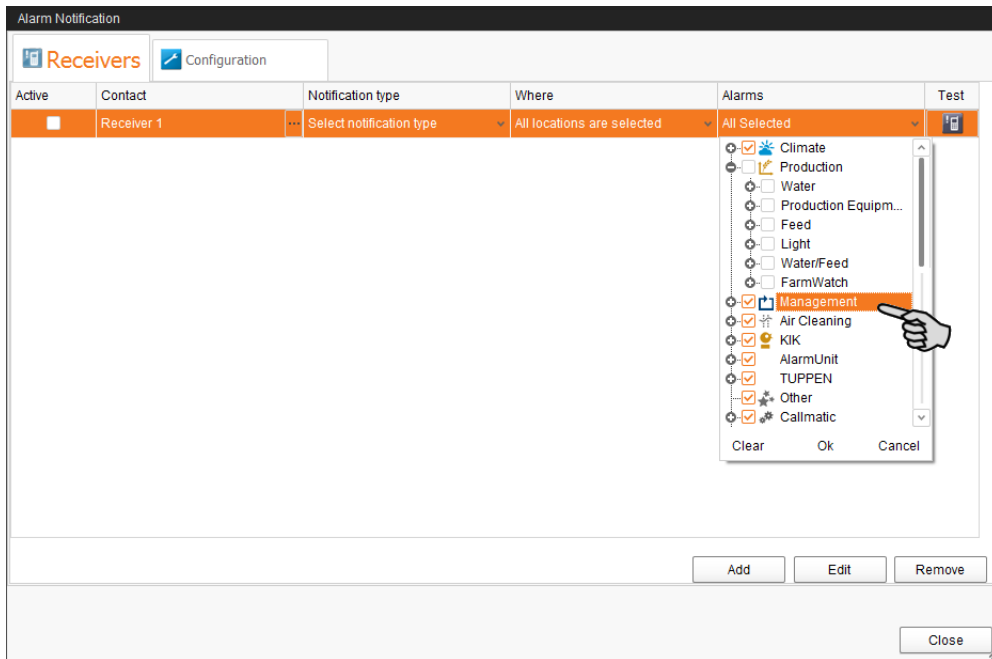 Alarm Notification
Receivers Configuration
Active Contact Notification type Where Alarms Test
Receiver 1 ... Select notification type All locations are selected All Selected
Climate
Production
Water
Production Equipm...
Feed
Light
Water/Feed
FarmWatch
Management
Air Cleaning
KIK
AlarmUnit
TUPPEN
Other
Callmatic
Clear Ok Cancel
Add Edit Remove
Close